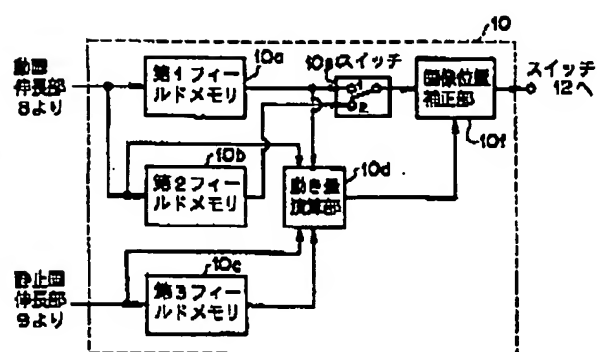 10
動画
伸長部
8より
第1フィー
ルドメモリ
10a
10e
スイッチ
1
2
画像位置
補正部
10f
スイッチ
12へ
第2フィー
ルドメモリ
10b
動き量
演算部
10d
静止画
伸長部
9より
第3フィー
ルドメモリ
10c